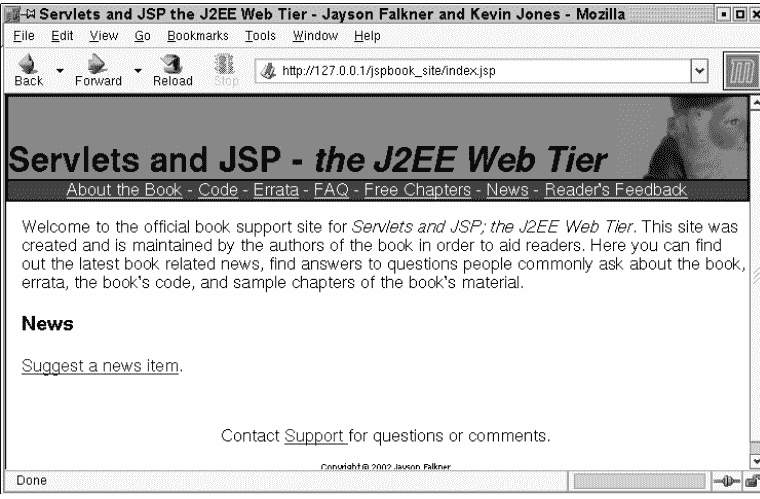 Servlets and JSP the J2EE Web Tier - Jayson Falkner and Kevin Jones - Mozilla
File Edit View Go Bookmarks Tools Window Help
Back Forward Reload Stop http://127.0.0.1/jspbook_site/index.jsp
Servlets and JSP - the J2EE Web Tier
About the Book - Code - Errata - FAQ - Free Chapters - News - Reader's Feedback
Welcome to the official book support site for Servlets and JSP; the J2EE Web Tier. This site was
created and is maintained by the authors of the book in order to aid readers. Here you can find
out the latest book related news, find answers to questions people commonly ask about the book,
errata, the book's code, and sample chapters of the book's material.
News
Suggest a news item.
Contact Support for questions or comments.
Copyright © 2002 Jayson Falkner
Done